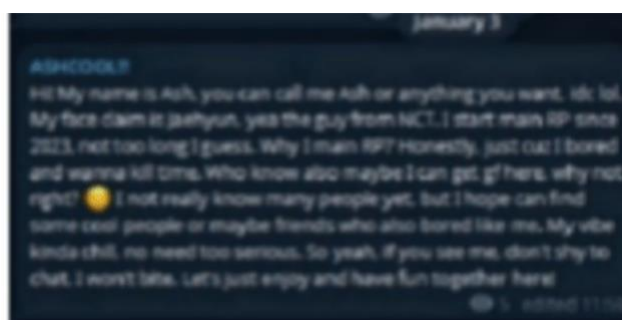 January 3
ASHCOOL!!
Hi! My name is Ash, you can call me Ash or anything you want, idc lol.
My face claim is Jaehyun, yea the guy from NCT. I start main RP since
2023, not too long I guess. Why I main RP? Honestly, just cuz I bored
and wanna kill time. Who know also maybe I can get gf here, why not
right? I not really know many people yet, but I hope can find
some cool people or maybe friends who also bored like me. My vibe
kinda chill, no need too serious. So yeah, if you see me, don't shy to
chat. I won't bite. Let's just enjoy and have fun together here!
5 edited